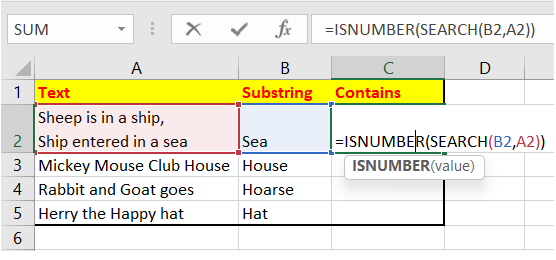 SUM
fx
=ISNUMBER(SEARCH(B2,A2))
A B C D
1 Text Substring Contains
Sheep is in a ship,
2 Ship entered in a sea Sea =ISNUMBER(SEARCH(B2,A2))
3 Mickey Mouse Club House House ISNUMBER(value)
4 Rabbit and Goat goes Hoarse
5 Herry the Happy hat Hat
6